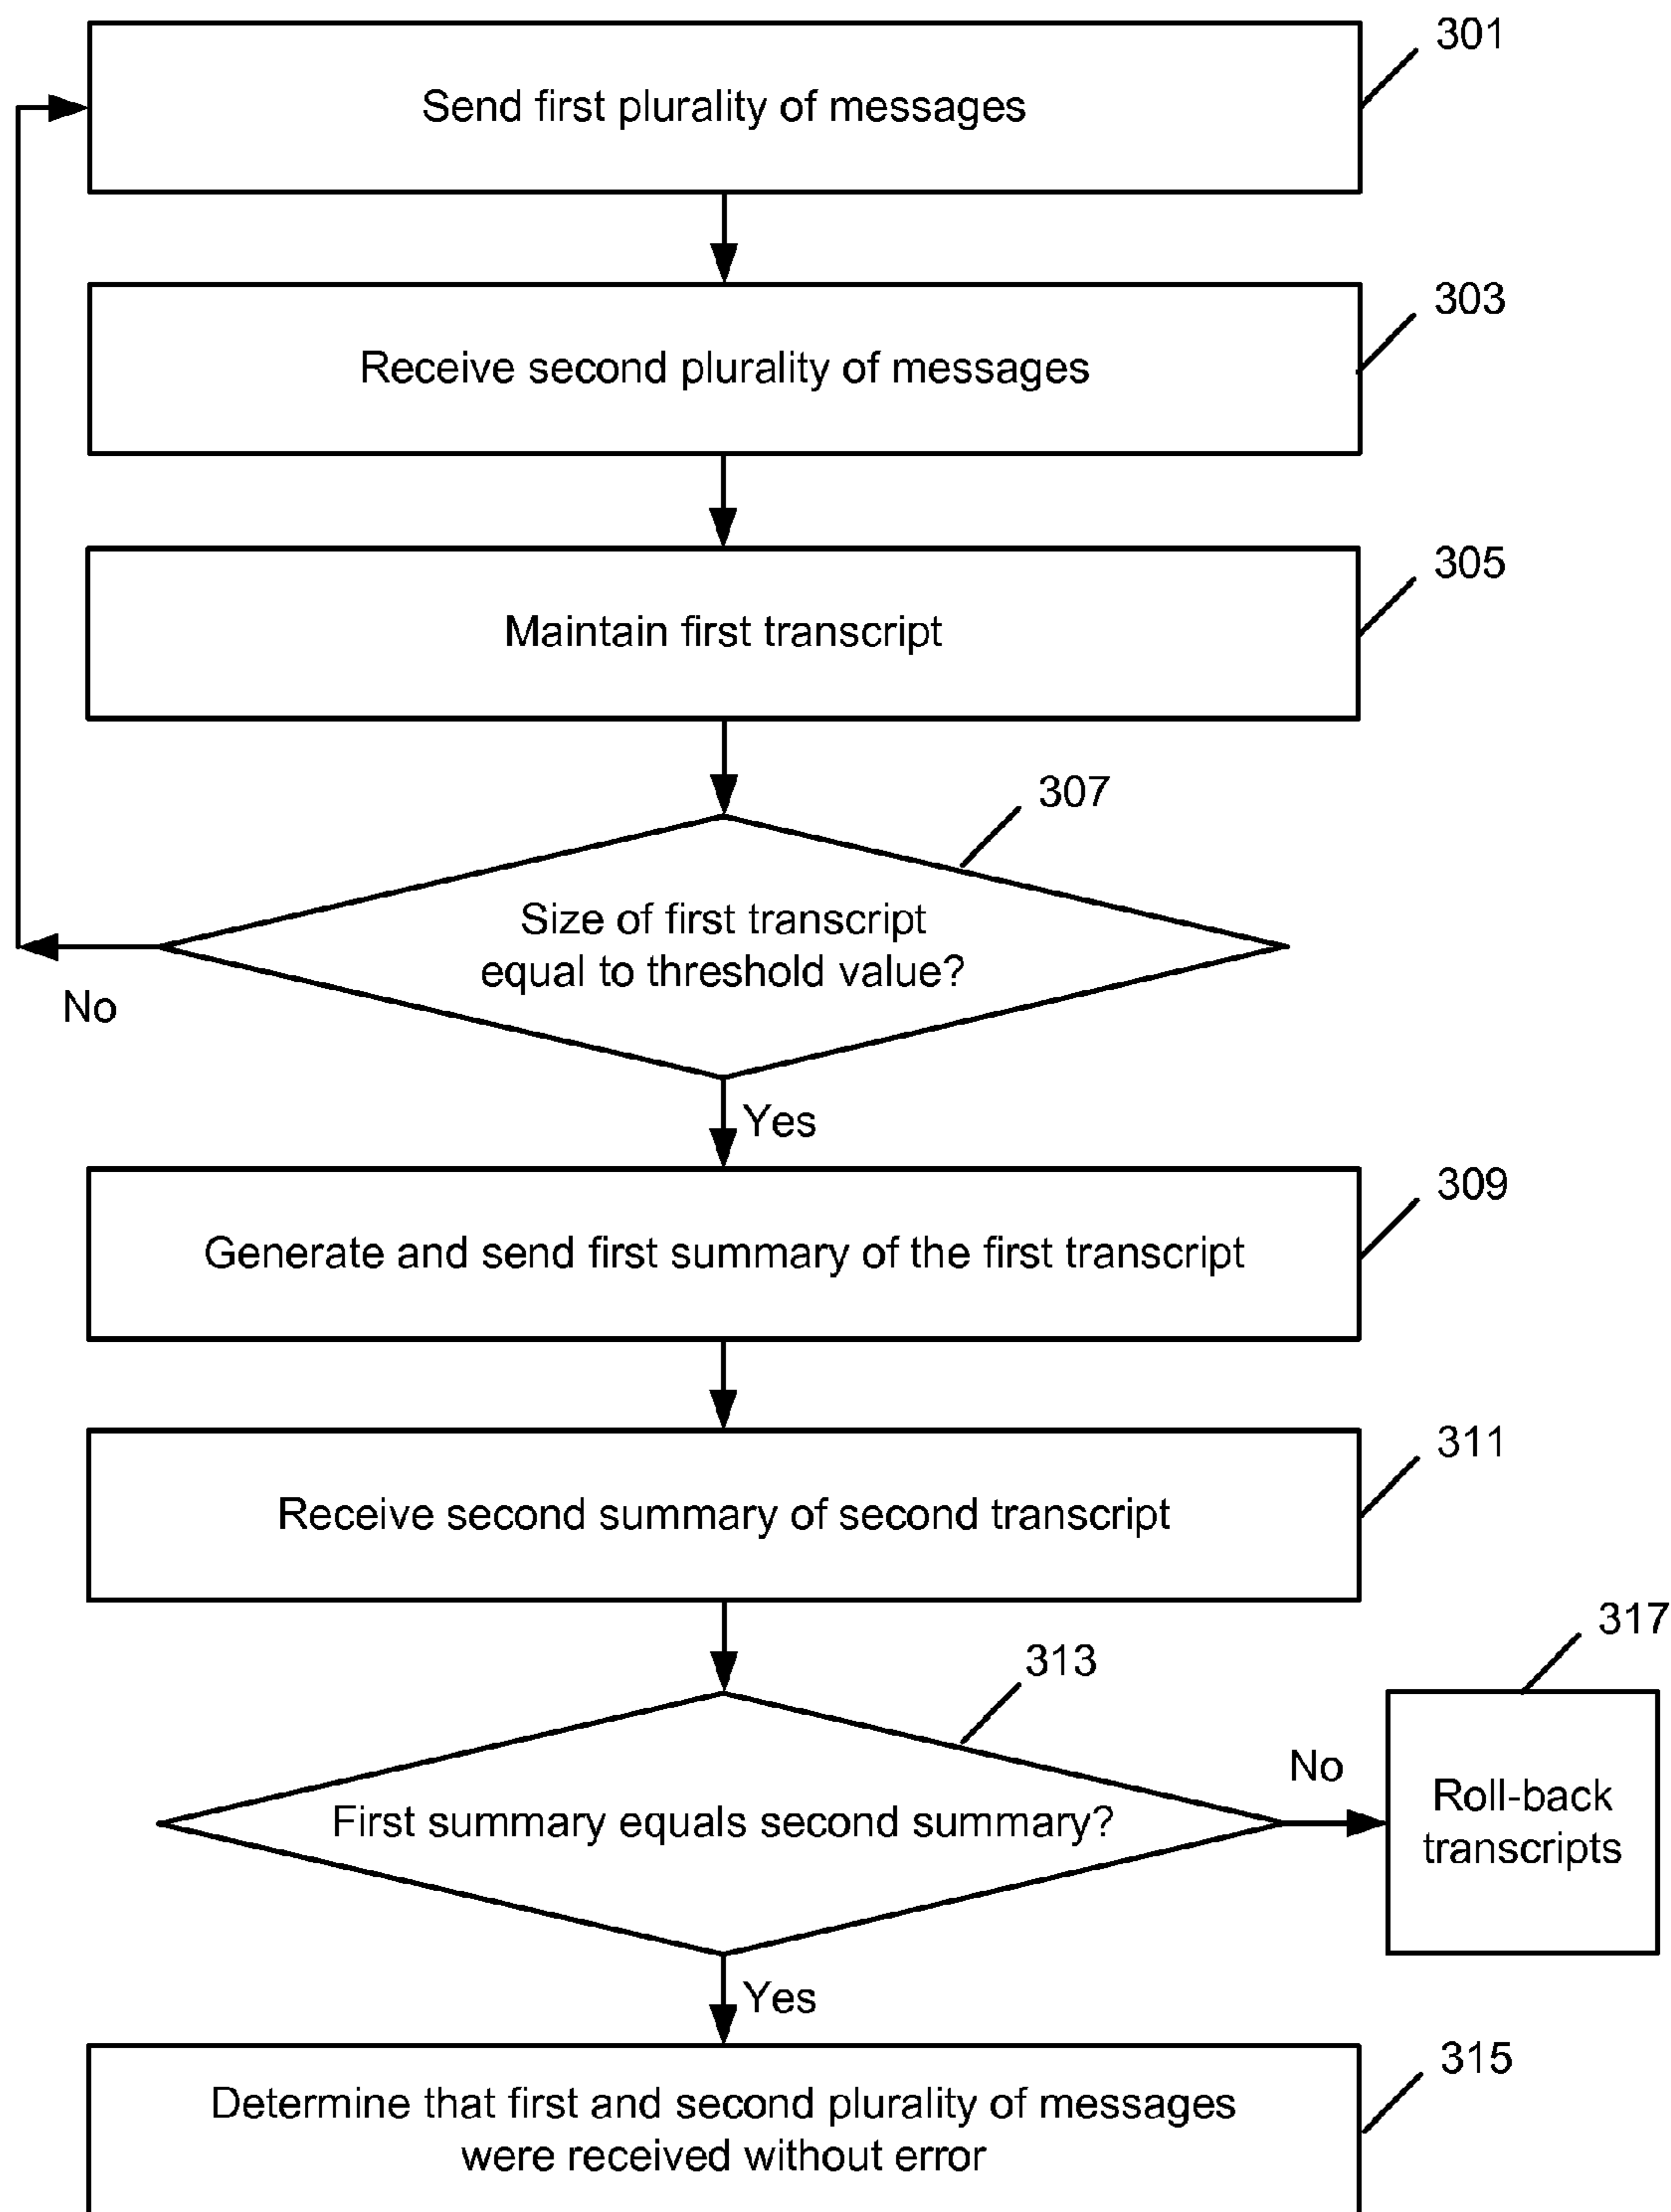 301
Send first plurality of messages
303
Receive second plurality of messages
305
Maintain first transcript
307
Size of first transcript
equal to threshold value?
No
Yes
309
Generate and send first summary of the first transcript
311
Receive second summary of second transcript
317
313
No
Roll-back
transcripts
First summary equals second summary?
Yes
315
Determine that first and second plurality of messages
were received without error